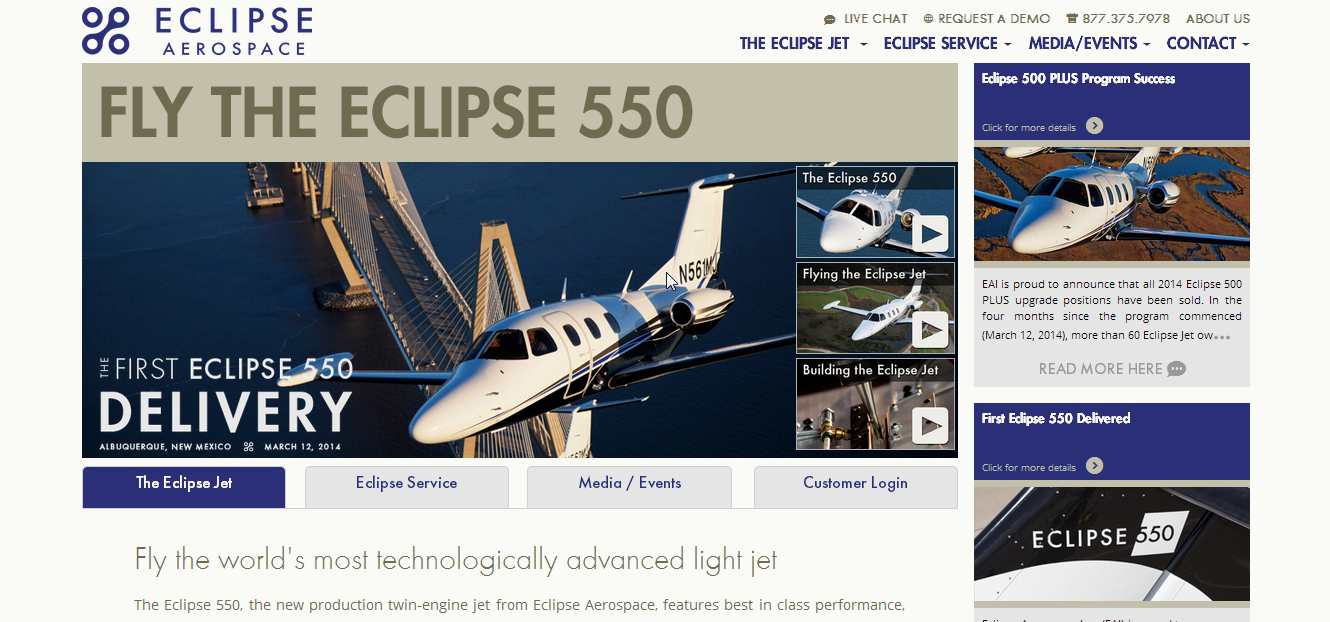 ECLIPSE
AEROSPACE
LIVE CHAT
REQUEST A DEMO
877.375.7978
ABOUT US
THE ECLIPSE JET
ECLIPSE SERVICE
MEDIA/EVENTS
CONTACT
FLY THE ECLIPSE 550
THE FIRST ECLIPSE 550
DELIVERY
ALBUQUERQUE, NEW MEXICO MARCH 12, 2014
The Eclipse 550
Flying the Eclipse Jet
Building the Eclipse Jet
The Eclipse Jet
Eclipse Service
Media / Events
Customer Login
Fly the world's most technologically advanced light jet
The Eclipse 550, the new production twin-engine jet from Eclipse Aerospace, features best in class performance,
Eclipse 500 PLUS Program Success
Click for more details
EAI is proud to announce that all 2014 Eclipse 500
PLUS upgrade positions have been sold. In the
four months since the program commenced
(March 12, 2014), more than 60 Eclipse Jet ow...
READ MORE HERE
First Eclipse 550 Delivered
Click for more details
ECLIPSE 550